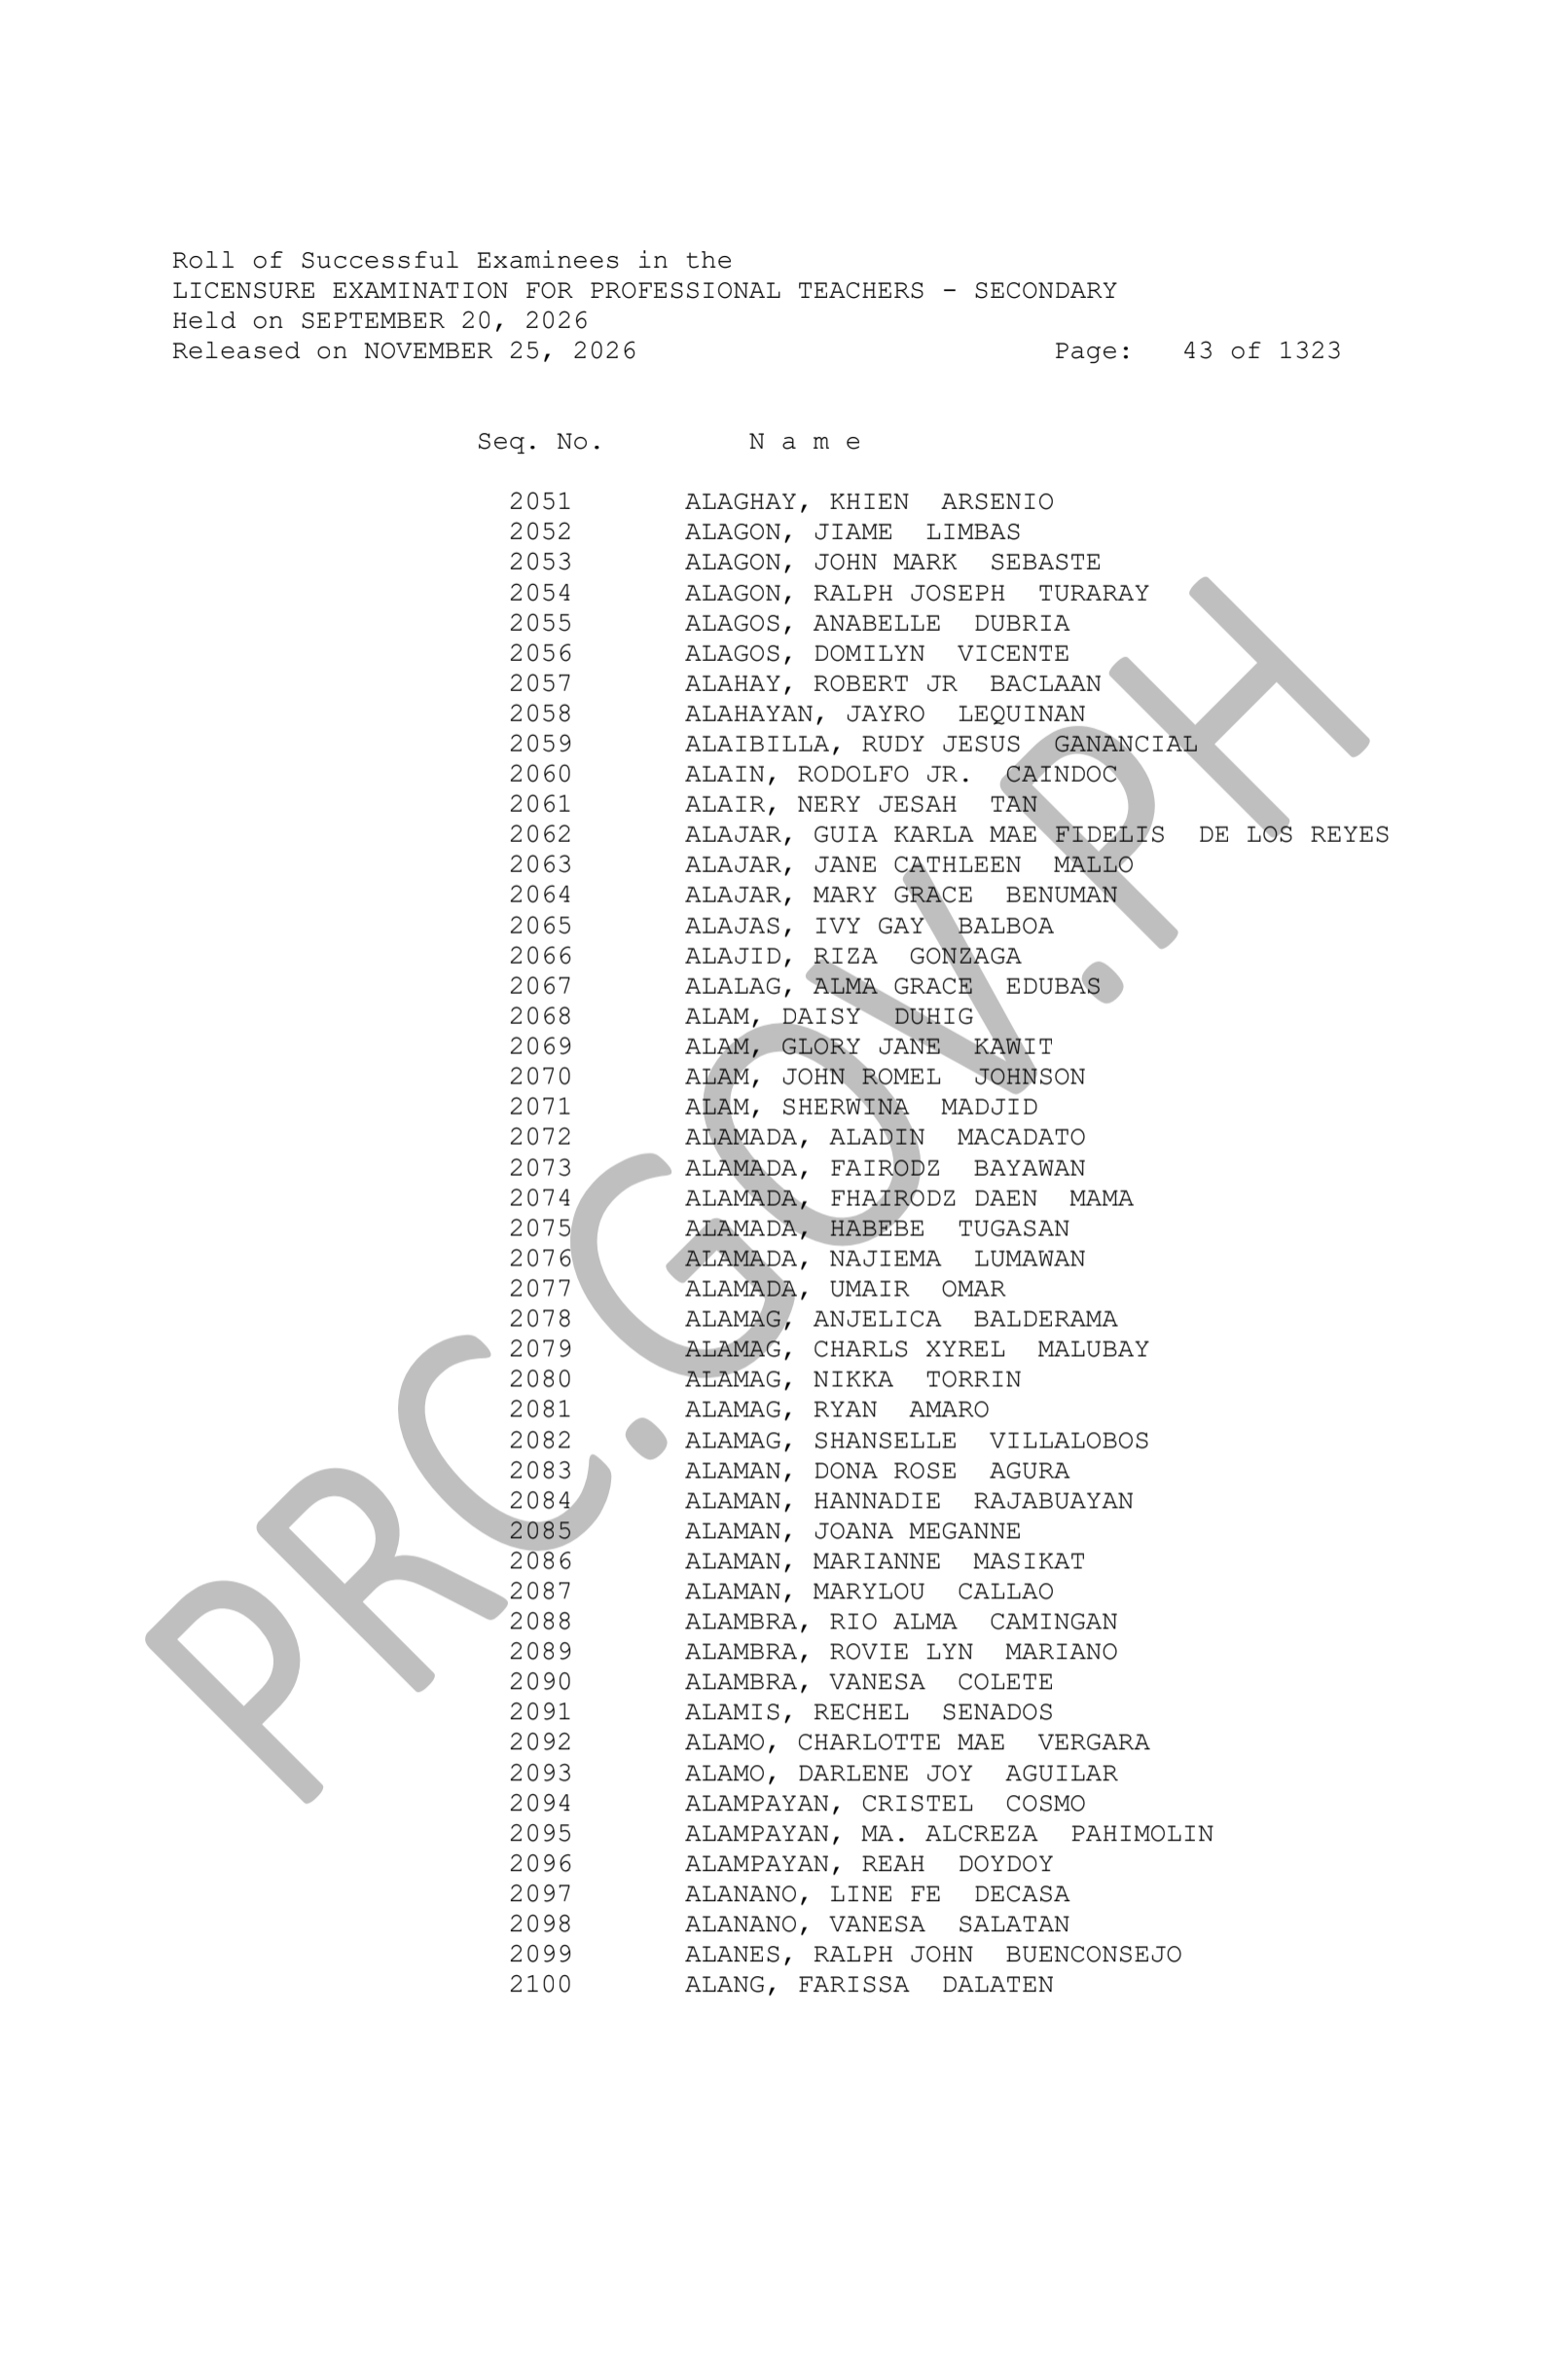 Roll of Successful Examinees in the
LICENSURE EXAMINATION FOR PROFESSIONAL TEACHERS - SECONDARY
Held on SEPTEMBER 20, 2026
Released on NOVEMBER 25, 2026 Page: 43 of 1323
Seq. No. N a m e
2051 ALAGHAY, KHIEN ARSENIO
2052 ALAGON, JIAME LIMBAS
2053 ALAGON, JOHN MARK SEBASTE
2054 ALAGON, RALPH JOSEPH TURARAY
2055 ALAGOS, ANABELLE DUBRIA
2056 ALAGOS, DOMILYN VICENTE
2057 ALAHAY, ROBERT JR BACLAAN
2058 ALAHAYAN, JAYRO LEQUINAN
2059 ALAIBILLA, RUDY JESUS GANANCIAL
2060 ALAIN, RODOLFO JR. CAINDOC
2061 ALAIR, NERY JESAH TAN
2062 ALAJAR, GUIA KARLA MAE FIDELIS DE LOS REYES
2063 ALAJAR, JANE CATHLEEN MALLO
2064 ALAJAR, MARY GRACE BENUMAN
2065 ALAJAS, IVY GAY BALBOA
2066 ALAJID, RIZA GONZAGA
2067 ALALAG, ALMA GRACE EDUBAS
2068 ALAM, DAISY DUHIG
2069 ALAM, GLORY JANE KAWIT
2070 ALAM, JOHN ROMEL JOHNSON
2071 ALAM, SHERWINA MADJID
2072 ALAMADA, ALADIN MACADATO
2073 ALAMADA, FAIRODZ BAYAWAN
2074 ALAMADA, FHAIRODZ DAEN MAMA
2075 ALAMADA, HABEBE TUGASAN
2076 ALAMADA, NAJIEMA LUMAWAN
2077 ALAMADA, UMAIR OMAR
2078 ALAMAG, ANJELICA BALDERAMA
2079 ALAMAG, CHARLS XYREL MALUBAY
2080 ALAMAG, NIKKA TORRIN
2081 ALAMAG, RYAN AMARO
2082 ALAMAG, SHANSELLE VILLALOBOS
2083 ALAMAN, DONA ROSE AGURA
2084 ALAMAN, HANNADIE RAJABUAYAN
2085 ALAMAN, JOANA MEGANNE
2086 ALAMAN, MARIANNE MASIKAT
2087 ALAMAN, MARYLOU CALLAO
2088 ALAMBRA, RIO ALMA CAMINGAN
2089 ALAMBRA, ROVIE LYN MARIANO
2090 ALAMBRA, VANESA COLETE
2091 ALAMIS, RECHEL SENADOS
2092 ALAMO, CHARLOTTE MAE VERGARA
2093 ALAMO, DARLENE JOY AGUILAR
2094 ALAMPAYAN, CRISTEL COSMO
2095 ALAMPAYAN, MA. ALCREZA PAHIMOLIN
2096 ALAMPAYAN, REAH DOYDOY
2097 ALANANO, LINE FE DECASA
2098 ALANANO, VANESA SALATAN
2099 ALANES, RALPH JOHN BUENCONSEJO
2100 ALANG, FARISSA DALATEN
PRC.GOV.PH